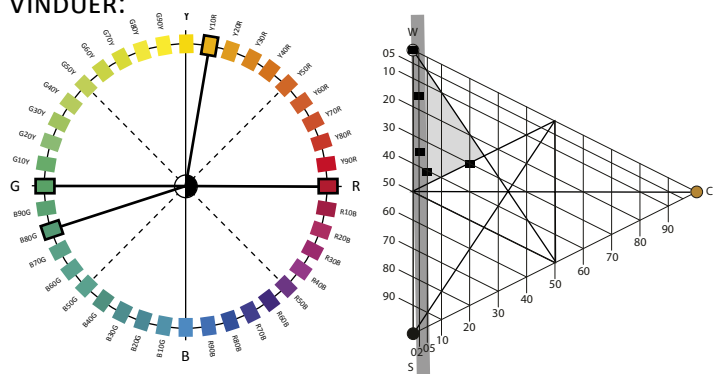 VINDUER:
Y
Y10R
Y20R
Y30R
Y40R
Y50R
Y60R
Y70R
Y80R
Y90R
R
R10B
R20B
R30B
R40B
R50B
R60B
R70B
R80B
R90B
B
B10G
B20G
B30G
B40G
B50G
B60G
B70G
B80G
B90G
G
G10Y
G20Y
G30Y
G40Y
G50Y
G60Y
G70Y
G80Y
G90Y
W
05
10
20
30
40
50
60
70
80
90
S
02
05
10
20
30
40
50
60
70
80
90
C